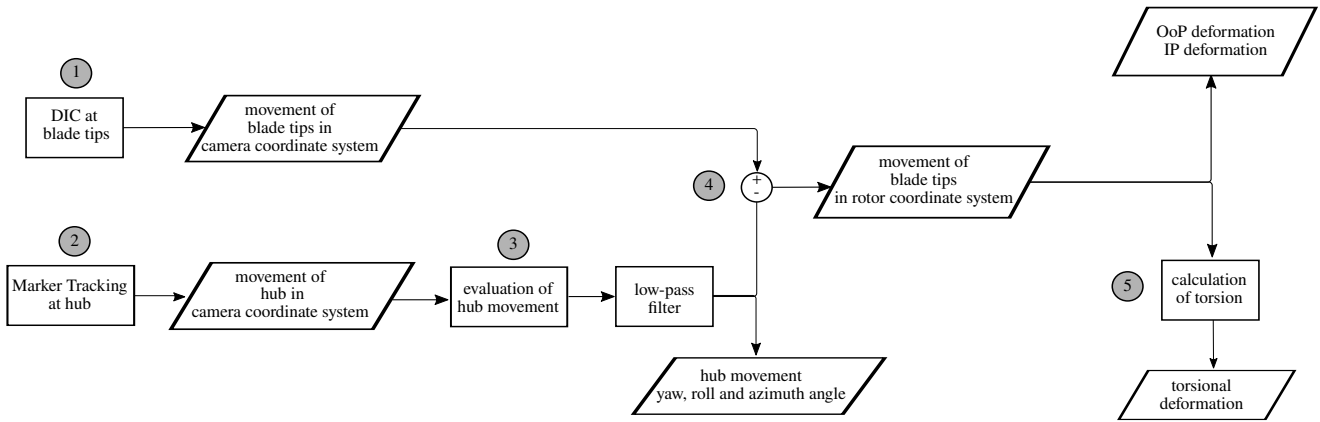 OoP deformation
IP deformation
1
DIC at
blade tips
movement of
blade tips in
camera coordinate system
4
+
-
movement of
blade tips
in rotor coordinate system
2
Marker Tracking
at hub
movement of
hub in
camera coordinate system
3
evaluation of
hub movement
low-pass
filter
5
calculation
of torsion
hub movement
yaw, roll and azimuth angle
torsional
deformation